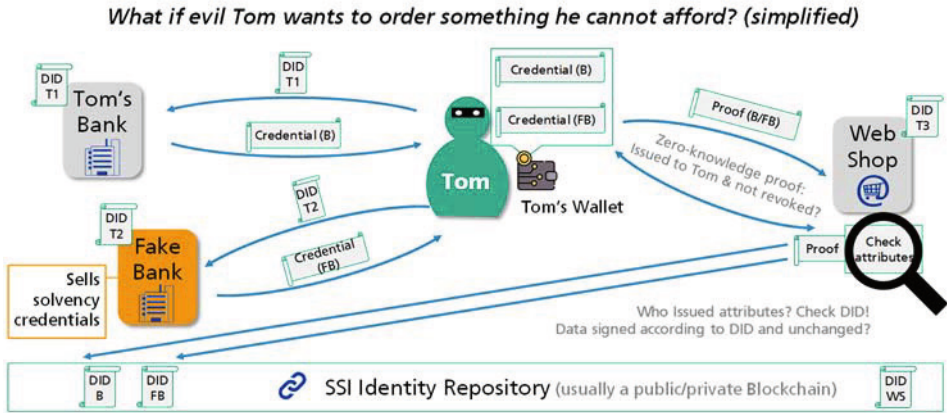 What if evil Tom wants to order something he cannot afford? (simplified)
DID
T1
DID
T1
Tom's
Bank
Credential (B)
Credential (B)
Credential (FB)
Tom
Tom's Wallet
Proof (B/FB)
Zero-knowledge proof:
Issued to Tom & not revoked?
DID
T3
Web
Shop
DID
T2
DID
T2
Fake
Bank
Credential
(FB)
Sells
solvency
credentials
Proof
Check
attributes
Who Issued attributes? Check DID!
Data signed according to DID and unchanged?
DID
B
DID
FB
SSI Identity Repository (usually a public/private Blockchain)
DID
WS